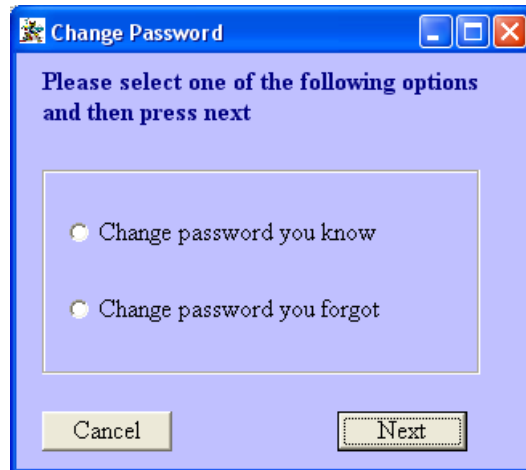 Change Password
Please select one of the following options
and then press next
Change password you know
Change password you forgot
Cancel
Next